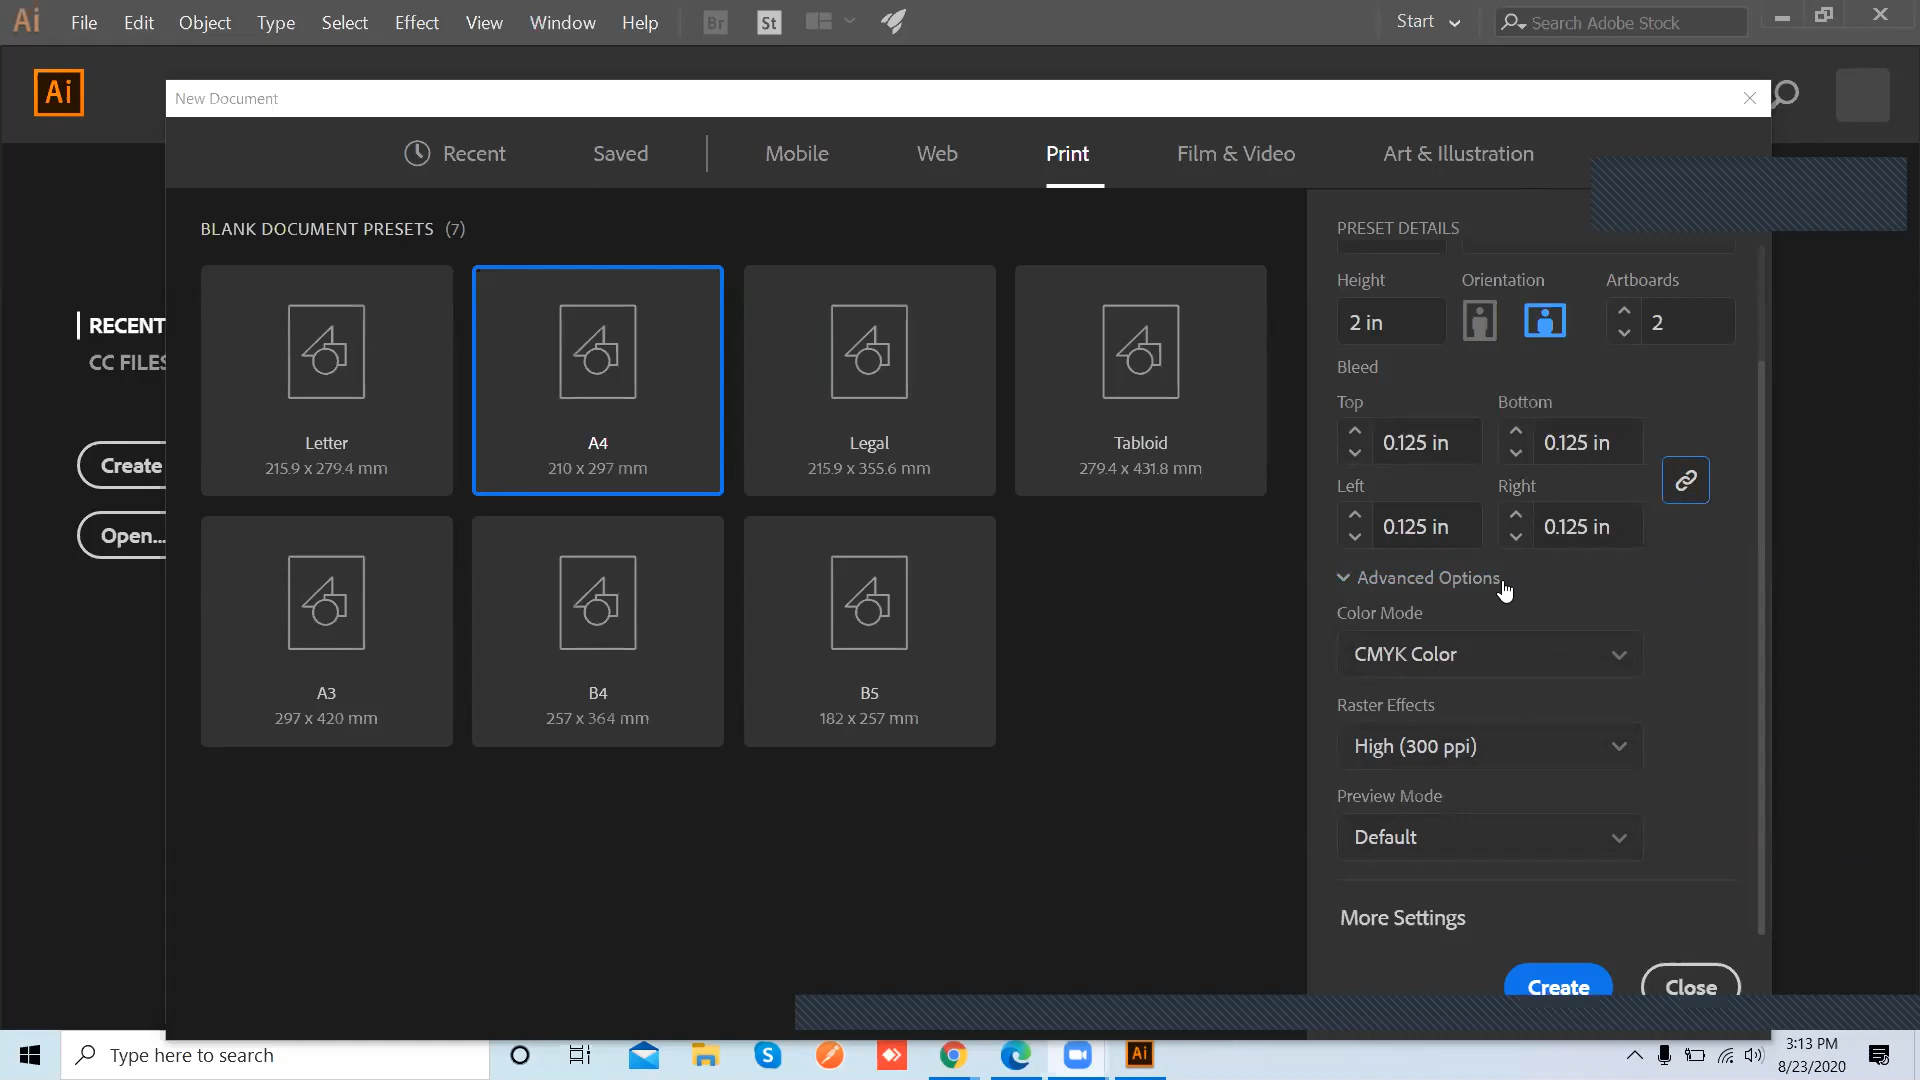 Ai File Edit Object Type Select Effect View Window Help Br St Start Search Adobe Stock
Ai
New Document
Recent Saved Mobile Web Print Film & Video Art & Illustration
BLANK DOCUMENT PRESETS (7)
Letter
215.9 x 279.4 mm
A4
210 x 297 mm
Legal
215.9 x 355.6 mm
Tabloid
279.4 x 431.8 mm
A3
297 x 420 mm
B4
257 x 364 mm
B5
182 x 257 mm
RECENT
CC FILES
Create
Open...
PRESET DETAILS
Height Orientation Artboards
2 in 2
Bleed
Top Bottom
0.125 in 0.125 in
Left Right
0.125 in 0.125 in
Advanced Options
Color Mode
CMYK Color
Raster Effects
High (300 ppi)
Preview Mode
Default
More Settings
Create Close
Type here to search
Ai
3:13 PM
8/23/2020